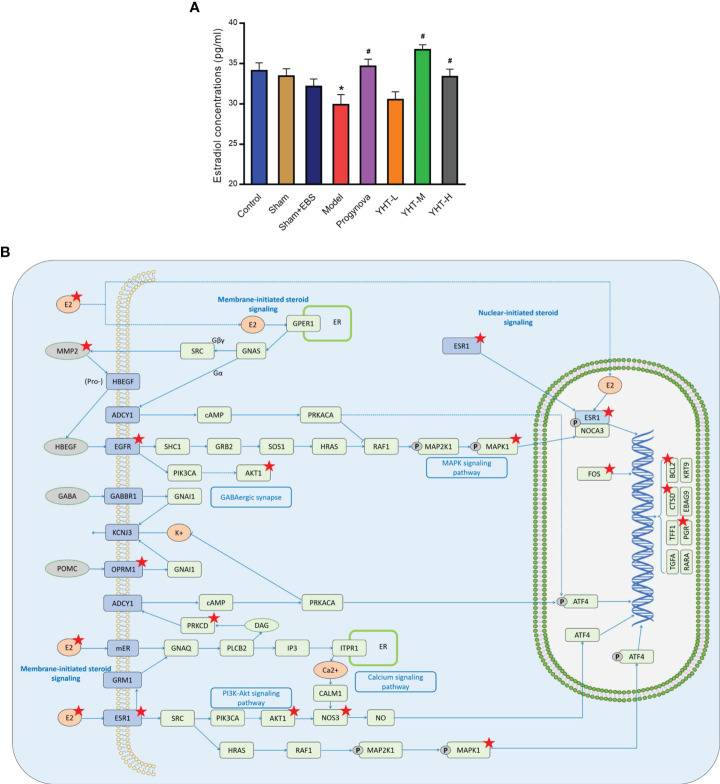 A
Estradiol concentrations (pg/ml)
40
35
30
25
20
*
#
#
#
Control
Sham
Sham+EBS
Model
Progynova
YHT-L
YHT-M
YHT-H
B
E2
Membrane-initiated steroid
signaling
E2
GPER1
ER
Nuclear-initiated steroid
signaling
ESR1
MMP2
SRC
Gβγ
GNAS
Gα
(Pro-)
HBEGF
E2
ADCY1
cAMP
PRKACA
ESR1
P
NOCA3
HBEGF
EGFR
SHC1
GRB2
SOS1
HRAS
RAF1
P
MAP2K1
P
MAPK1
MAPK signaling
pathway
PIK3CA
AKT1
FOS
BCL2
KRT9
CTSD
EBAG9
TFF1
PGR
TGFA
RARA
GABA
GABBR1
GNAI1
GABAergic synapse
KCNJ3
K+
POMC
OPRM1
GNAI1
ADCY1
cAMP
PRKACA
P
ATF4
PRKCD
DAG
ATF4
E2
mER
GNAQ
PLCB2
IP3
ITPR1
ER
P
ATF4
Membrane-initiated steroid
signaling
GRM1
Ca2+
Calcium signaling
pathway
PI3K-Akt signaling
pathway
CALM1
E2
ESR1
SRC
PIK3CA
AKT1
NOS3
NO
HRAS
RAF1
P
MAP2K1
P
MAPK1